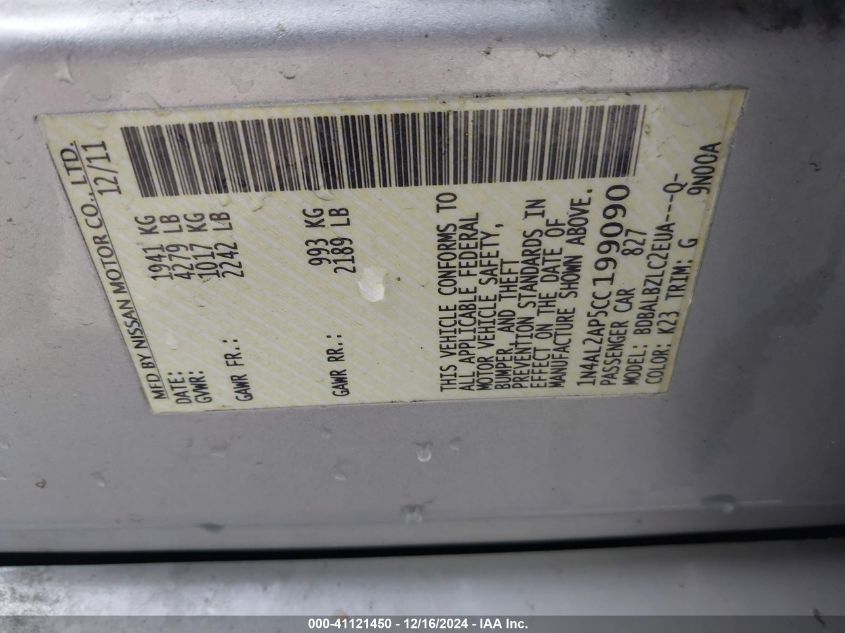 MFD BY NISSAN MOTOR CO., LTD.
DATE: 12/11
GVWR: 1941 KG
4279 LB
GAWR FR.: 1017 KG
2242 LB
GAWR RR.: 993 KG
2189 LB
THIS VEHICLE CONFORMS TO
ALL APPLICABLE FEDERAL
MOTOR VEHICLE SAFETY,
BUMPER, AND THEFT
PREVENTION STANDARDS IN
EFFECT ON THE DATE OF
MANUFACTURE SHOWN ABOVE.
1N4AL2AP5CC199090
PASSENGER CAR 827
MODEL: BDBALBZLC2EUA---Q-
COLOR: K23 TRIM: G 9N00A
000-41121450 - 12/16/2024 - IAA Inc.